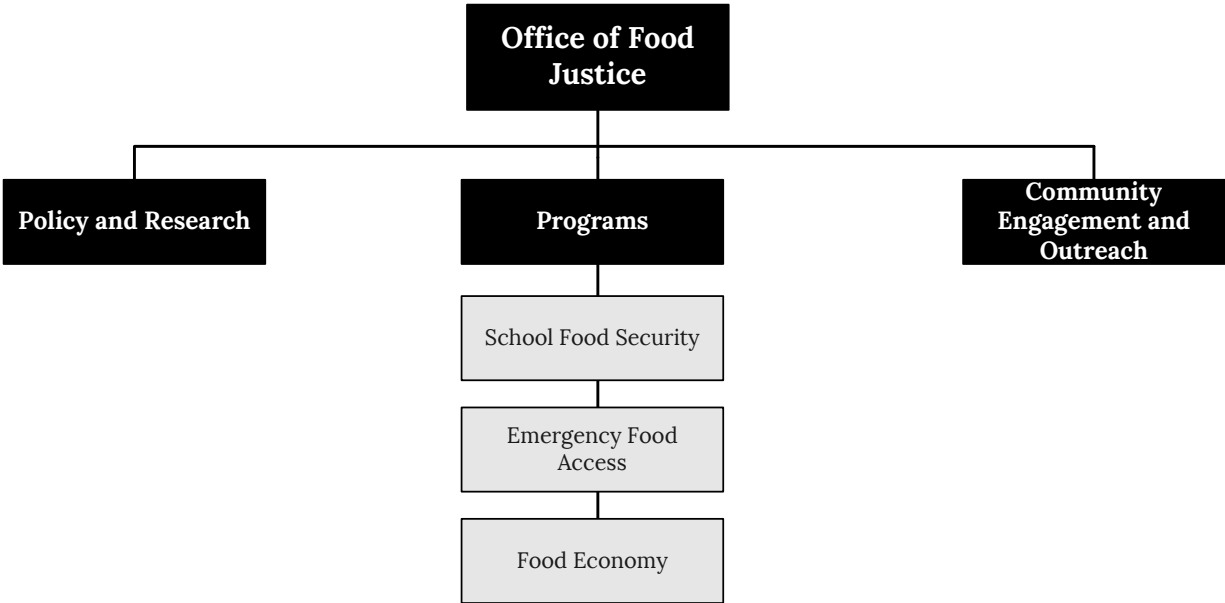 Office of Food
Justice
Policy and Research
Programs
Community
Engagement and
Outreach
School Food Security
Emergency Food
Access
Food Economy